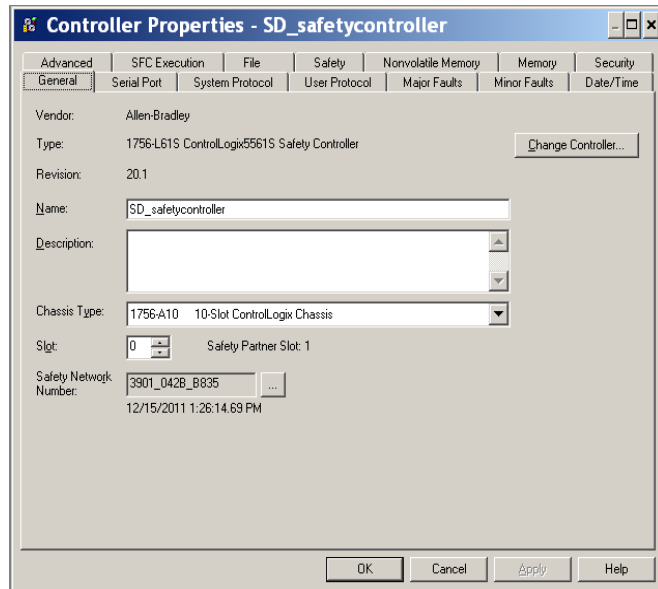 Controller Properties - SD_safetycontroller
Advanced SFC Execution File Safety Nonvolatile Memory Memory Security
General Serial Port System Protocol User Protocol Major Faults Minor Faults Date/Time
Vendor: Allen-Bradley
Type: 1756-L61S ControlLogix5561S Safety Controller Change Controller...
Revision: 20.1
Name: SD_safetycontroller
Description:
Chassis Type: 1756-A10 10-Slot ControlLogix Chassis
Slot: 0 Safety Partner Slot: 1
Safety Network
Number: 3901_042B_B835 ...
12/15/2011 1:26:14.69 PM
OK Cancel Apply Help